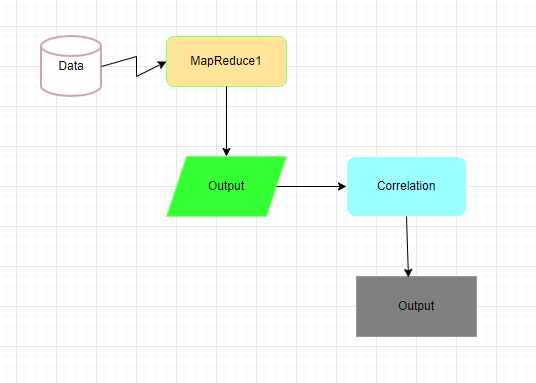 Data
MapReduce1
Output
Correlation
Output